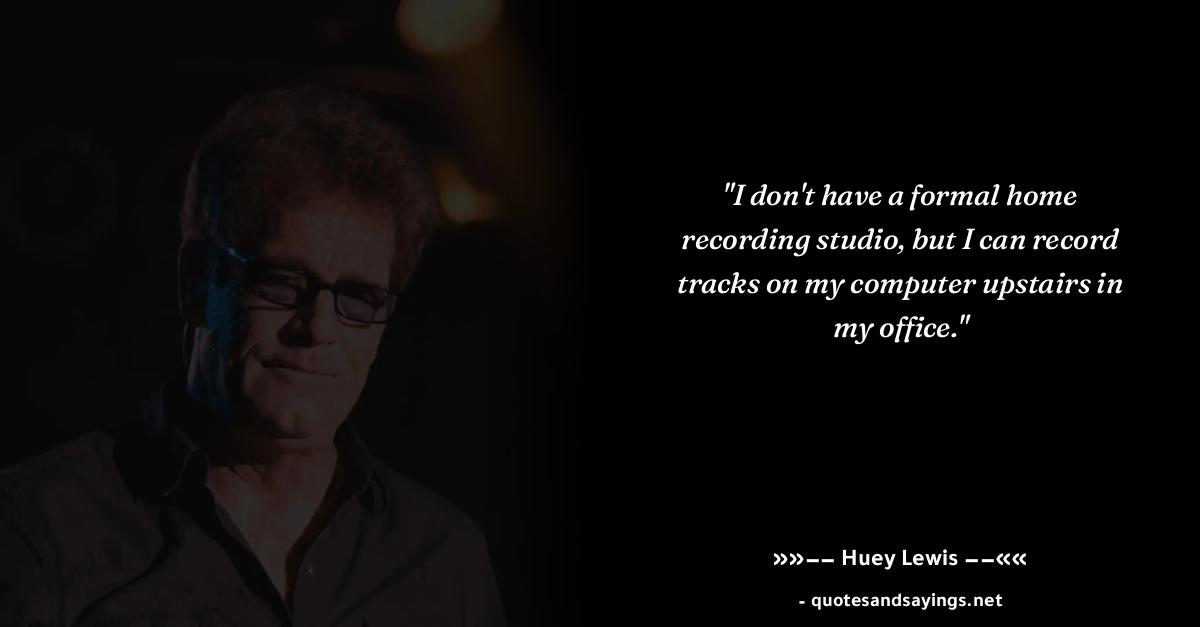 "I don't have a formal home
recording studio, but I can record
tracks on my computer upstairs in
my office."
»»–– Huey Lewis ––««
- quotesandsayings.net